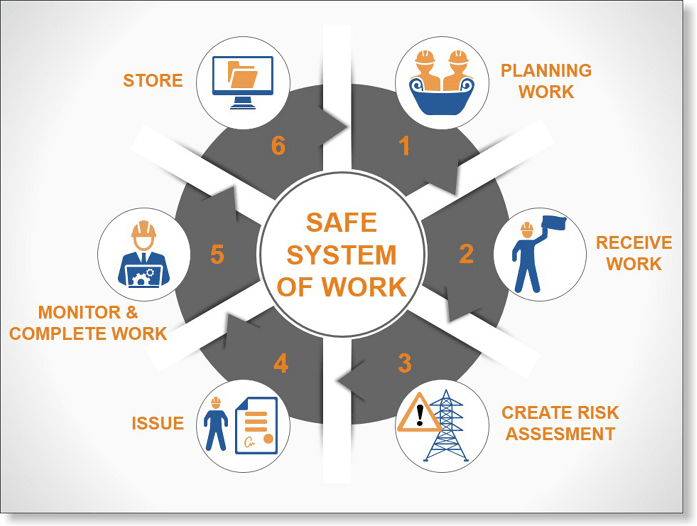 SAFE
SYSTEM
OF WORK
1
PLANNING
WORK
2
RECEIVE
WORK
3
CREATE RISK
ASSESMENT
4
ISSUE
5
MONITOR &
COMPLETE WORK
6
STORE